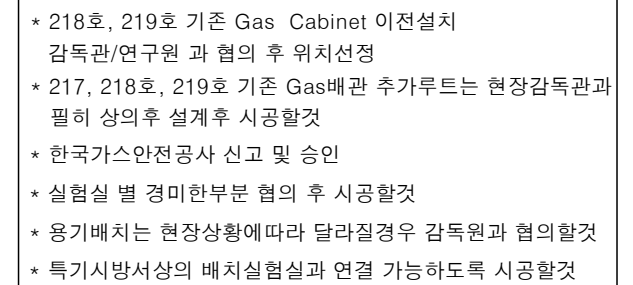 * 218호, 219호 기존 Gas Cabinet 이전설치
감독관/연구원 과 협의 후 위치선정
* 217, 218호, 219호 기존 Gas배관 추가루트는 현장감독관과
필히 상의후 설계후 시공할것
* 한국가스안전공사 신고 및 승인
* 실험실 별 경미한부분 협의 후 시공할것
* 용기배치는 현장상황에따라 달라질경우 감독원과 협의할것
* 특기시방서상의 배치실험실과 연결 가능하도록 시공할것